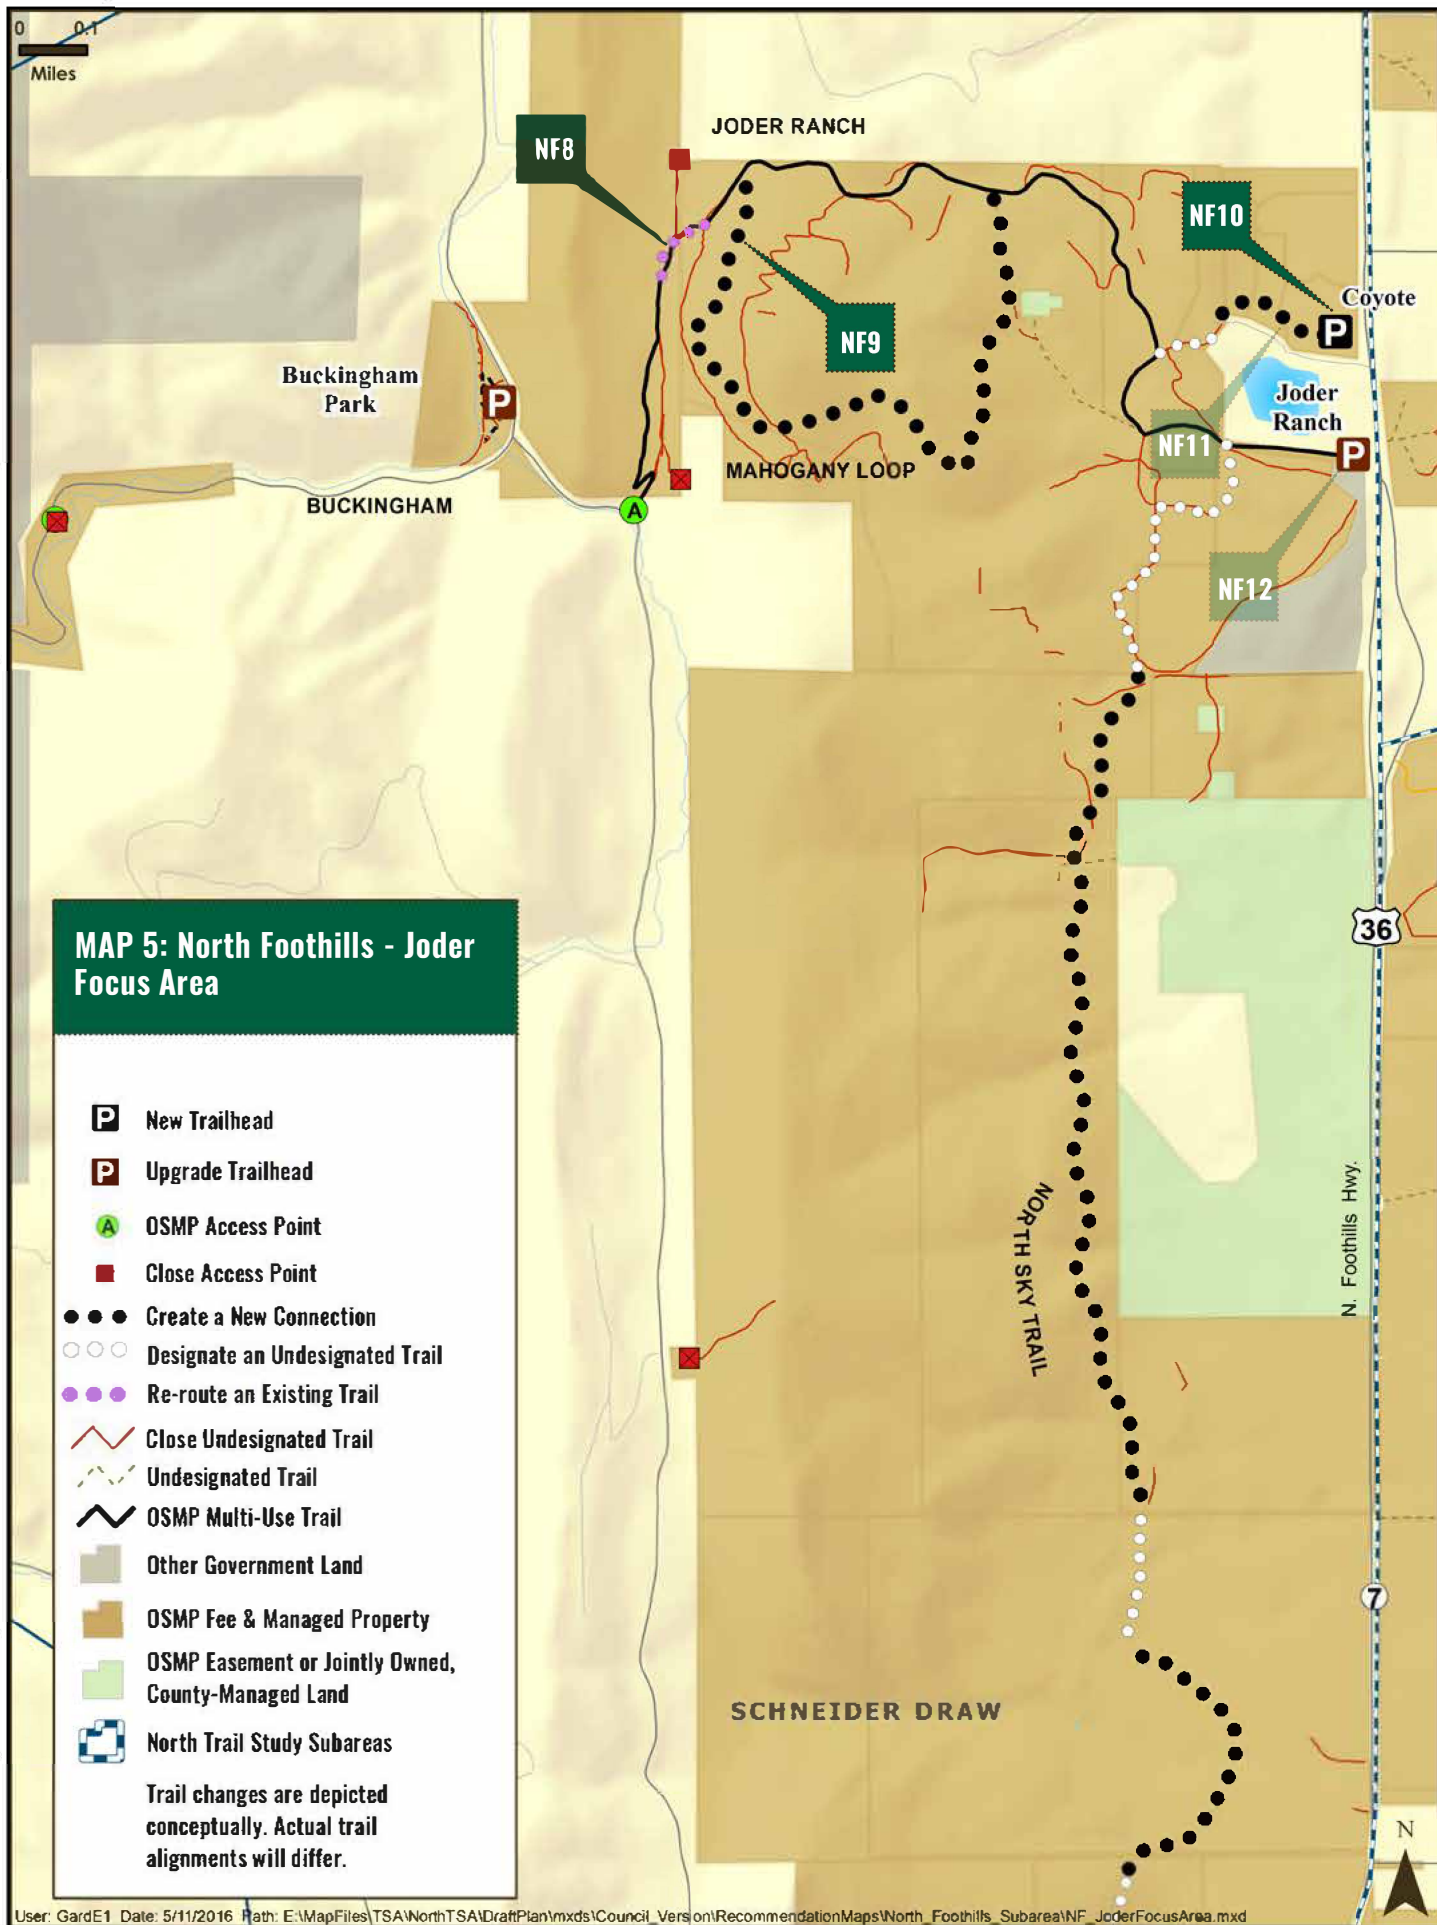 0 0.1
Miles
JODER RANCH
NF8
NF10
Coyote
P
NF9
Buckingham
Park
P
Joder
Ranch
NF11
P
MAHOGANY LOOP
BUCKINGHAM
A
NF12
36
MAP 5: North Foothills - Joder
Focus Area
P New Trailhead
P Upgrade Trailhead
A OSMP Access Point
Close Access Point
Create a New Connection
Designate an Undesignated Trail
Re-route an Existing Trail
Close Undesignated Trail
Undesignated Trail
OSMP Multi-Use Trail
Other Government Land
OSMP Fee & Managed Property
OSMP Easement or Jointly Owned,
County-Managed Land
North Trail Study Subareas
Trail changes are depicted
conceptually. Actual trail
alignments will differ.
NORTH SKY TRAIL
N. Foothills Hwy.
7
SCHNEIDER DRAW
N
User: GardE1 Date: 5/11/2016 Path: E:\MapFiles\TSA\NorthTSA\DraftPlan\mxds\Council_Version\RecommendationMaps\North_Foothills_Subarea\NF_JoderFocusArea.mxd